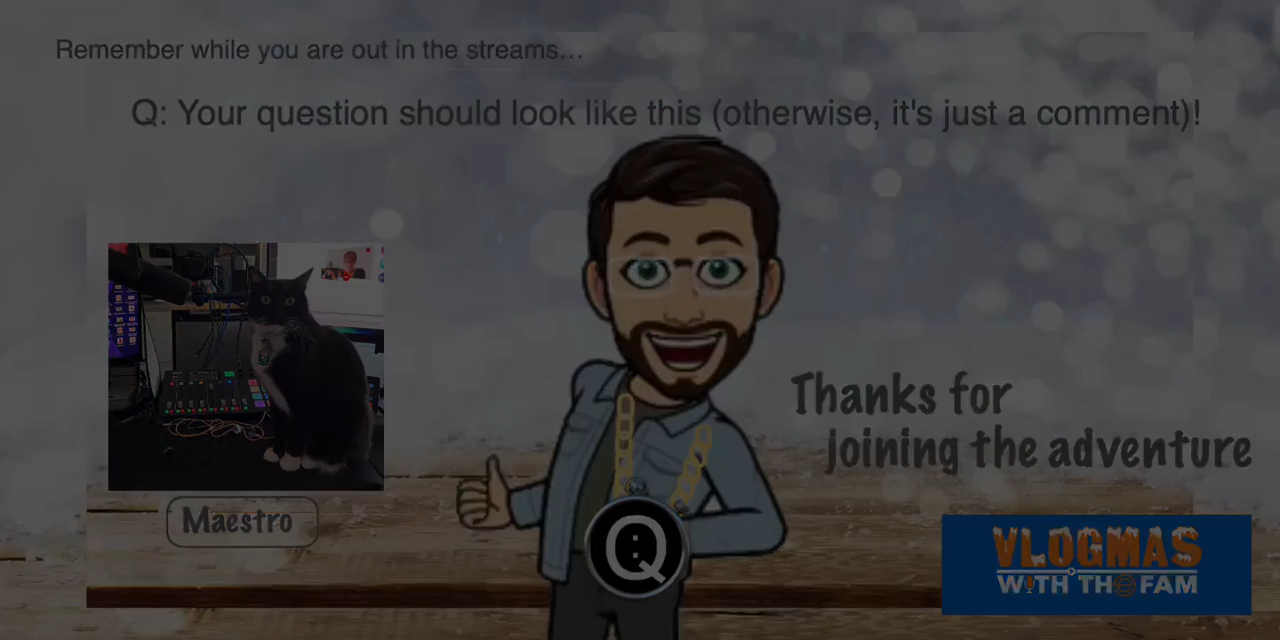 Remember while you are out in the streams...
Q: Your question should look like this (otherwise, it's just a comment)!
Thanks for
joining the adventure
Maestro
Q:
VLOGMAS
WITH THE FAM